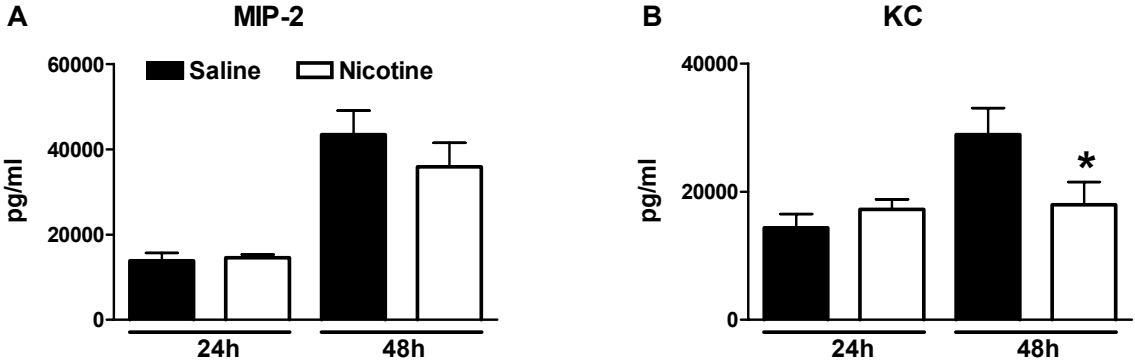 A
MIP-2
60000
40000
20000
0
pg/ml
Saline
Nicotine
24h
48h
B
KC
40000
20000
0
pg/ml
*
24h
48h